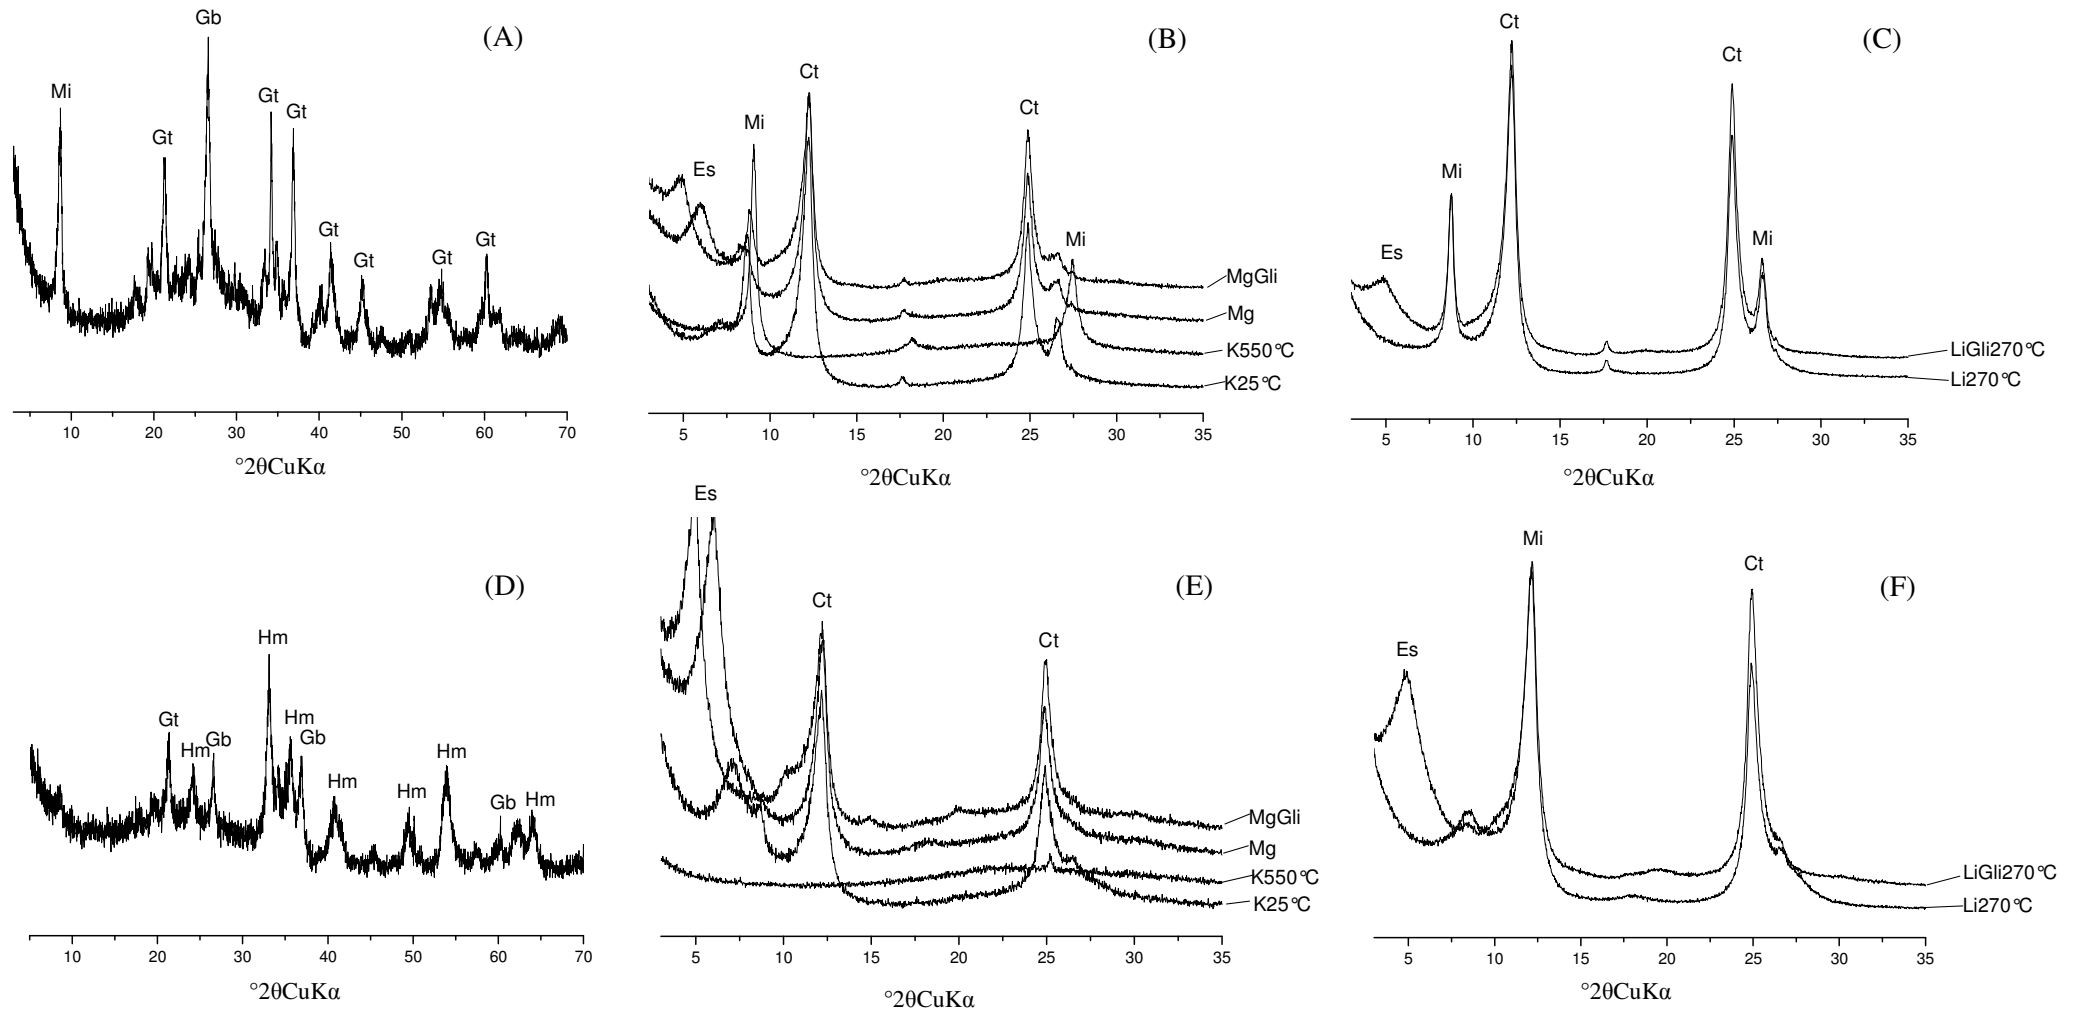 (A)
Gb
Mi
Gt
Gt
Gt
Gt
Gt
Gt
Gt
10 20 30 40 50 60 70
°2θCuKα
(B)
Ct
Mi
Es
Ct
Mi
MgGli
Mg
K550°C
K25°C
5 10 15 20 25 30 35
°2θCuKα
(C)
Ct
Ct
Mi
Es
Mi
LiGli270°C
Li270°C
5 10 15 20 25 30 35
°2θCuKα
(D)
Hm
Gt
Hm
Gb
Hm
Gb
Hm
Hm
Hm
Gb
Hm
10 20 30 40 50 60 70
°2θCuKα
Es
(E)
Ct
Ct
MgGli
Mg
K550°C
K25°C
5 10 15 20 25 30 35
°2θCuKα
(F)
Mi
Ct
Es
LiGli270°C
Li270°C
5 10 15 20 25 30 35
°2θCuKα